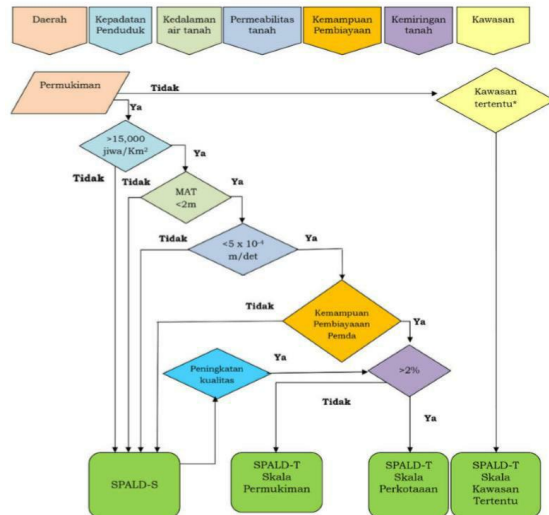 Daerah
Kepadatan
Penduduk
Kedalaman
air tanah
Permeabilitas
tanah
Kemampuan
Pembiayaan
Kemiringan
tanah
Kawasan
Permukiman
Tidak
Kawasan
tertentu*
Ya
>15,000
jiwa/Km²
Ya
Tidak
Tidak
MAT
<2m
Ya
Tidak
<5 x 10⁻⁴
m/det
Ya
Tidak
Kemampuan
Pembiayaaan
Pemda
Ya
Peningkatan
kualitas
Ya
>2%
Tidak
Ya
SPALD-S
SPALD-T
Skala
Permukiman
SPALD-T
Skala
Perkotaaan
SPALD-T
Skala
Kawasan
Tertentu